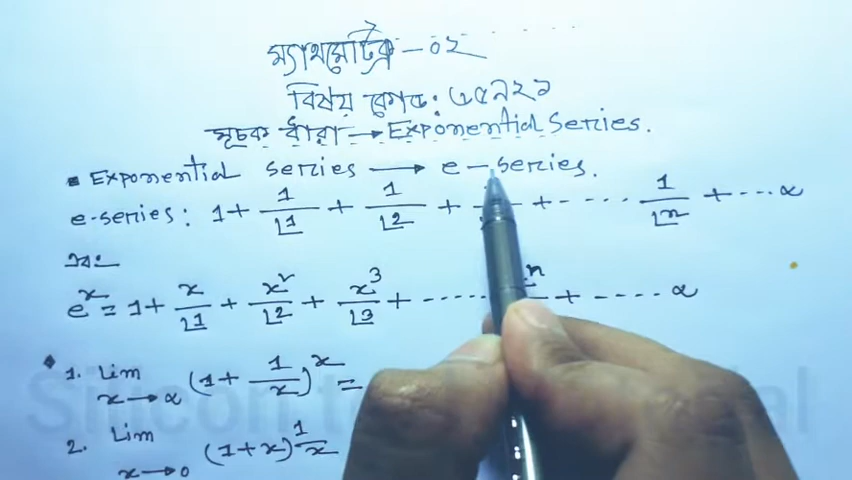 ম্যাথমেটিক্স - ০২
বিষয় কোড: ৬৫৯২১
সূচক ধারা → Exponential Series.
▪ Exponential series → e - series.
e-series: 1 + 1/⌊1 + 1/⌊2 + + ..... 1/⌊n + ... ∝
এবং
e^x = 1 + x/⌊1 + x²/⌊2 + x³/⌊3 + ...... + ..... ∝
1. Lim x→∝ (1 + 1/x)^x =
2. Lim x→0 (1+x)^1/x